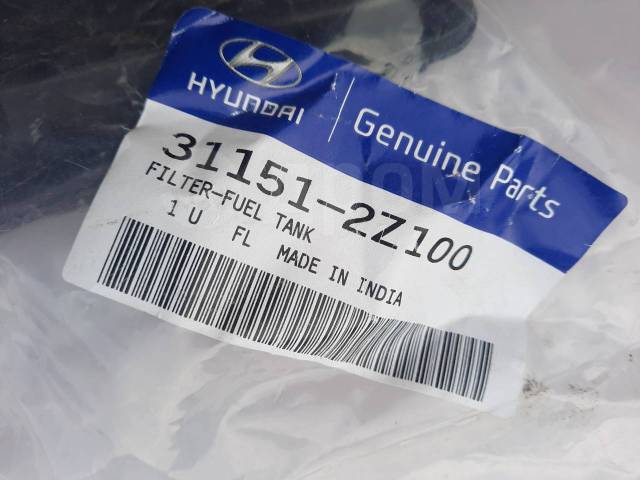 HYUNDAI
Genuine Parts
31151-2Z100
FILTER-FUEL TANK
1 U FL MADE IN INDIA